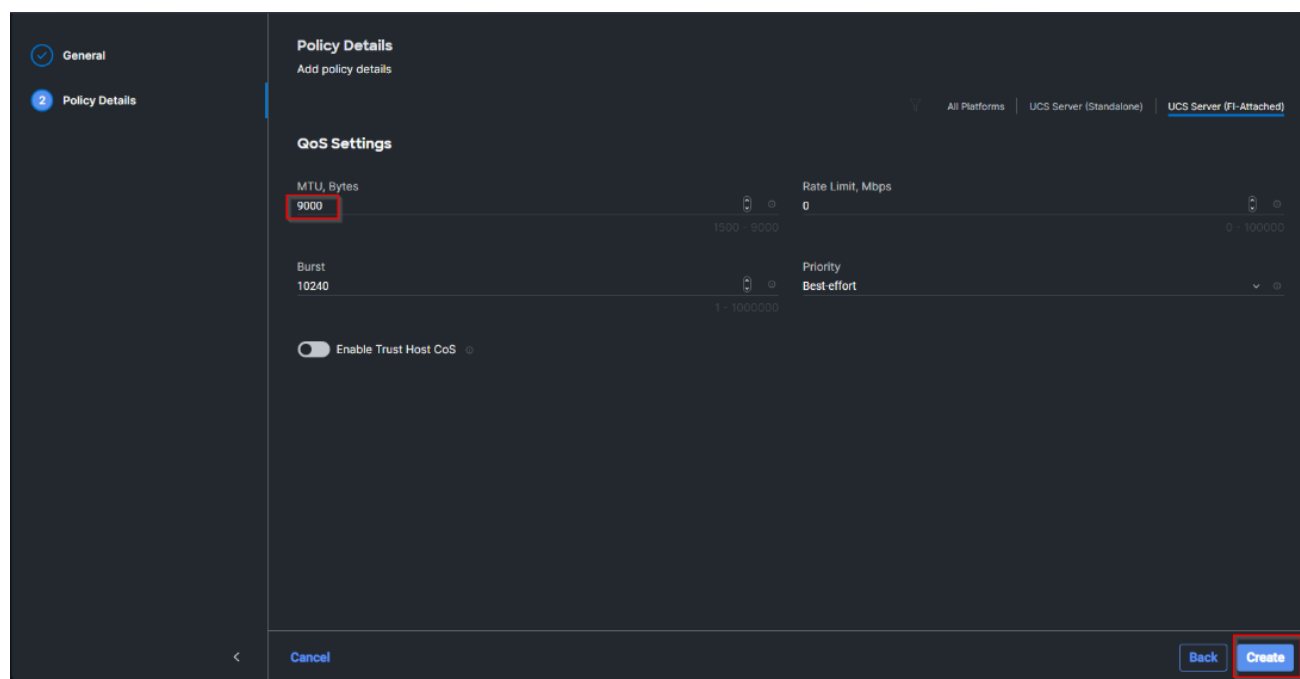 General
2 Policy Details
Policy Details
Add policy details
All Platforms UCS Server (Standalone) UCS Server (FI-Attached)
QoS Settings
MTU, Bytes
9000
1500 - 9000
Rate Limit, Mbps
0
0 - 100000
Burst
10240
1 - 1000000
Priority
Best-effort
Enable Trust Host CoS
Cancel
Back
Create